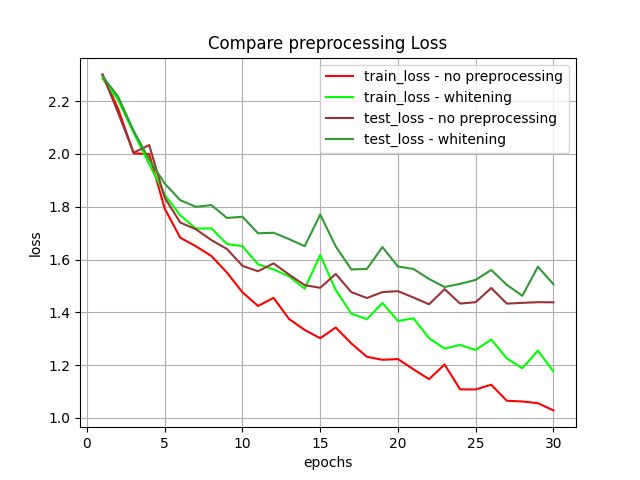 Compare preprocessing Loss
train_loss - no preprocessing
train_loss - whitening
test_loss - no preprocessing
test_loss - whitening
loss
2.2
2.0
1.8
1.6
1.4
1.2
1.0
0 5 10 15 20 25 30
epochs